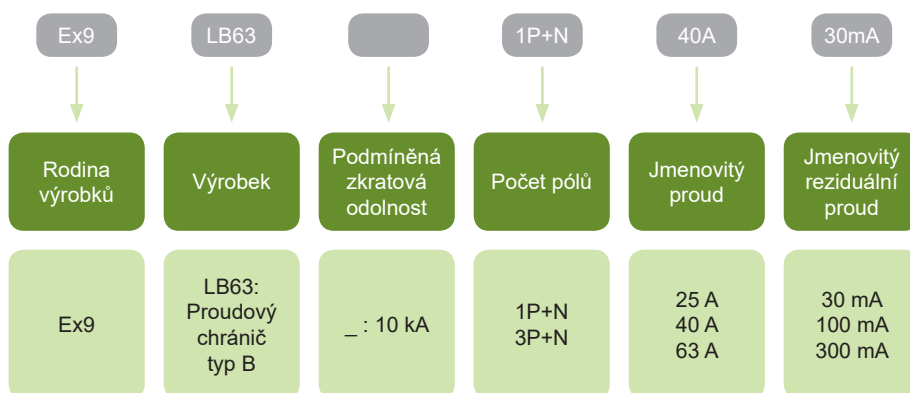 Ex9
LB63
1P+N
40A
30mA
Rodina
výrobků
Výrobek
Podmíněná
zkratová
odolnost
Počet pólů
Jmenovitý
proud
Jmenovitý
reziduální
proud
Ex9
LB63:
Proudový
chránič
typ B
_ : 10 kA
1P+N
3P+N
25 A
40 A
63 A
30 mA
100 mA
300 mA